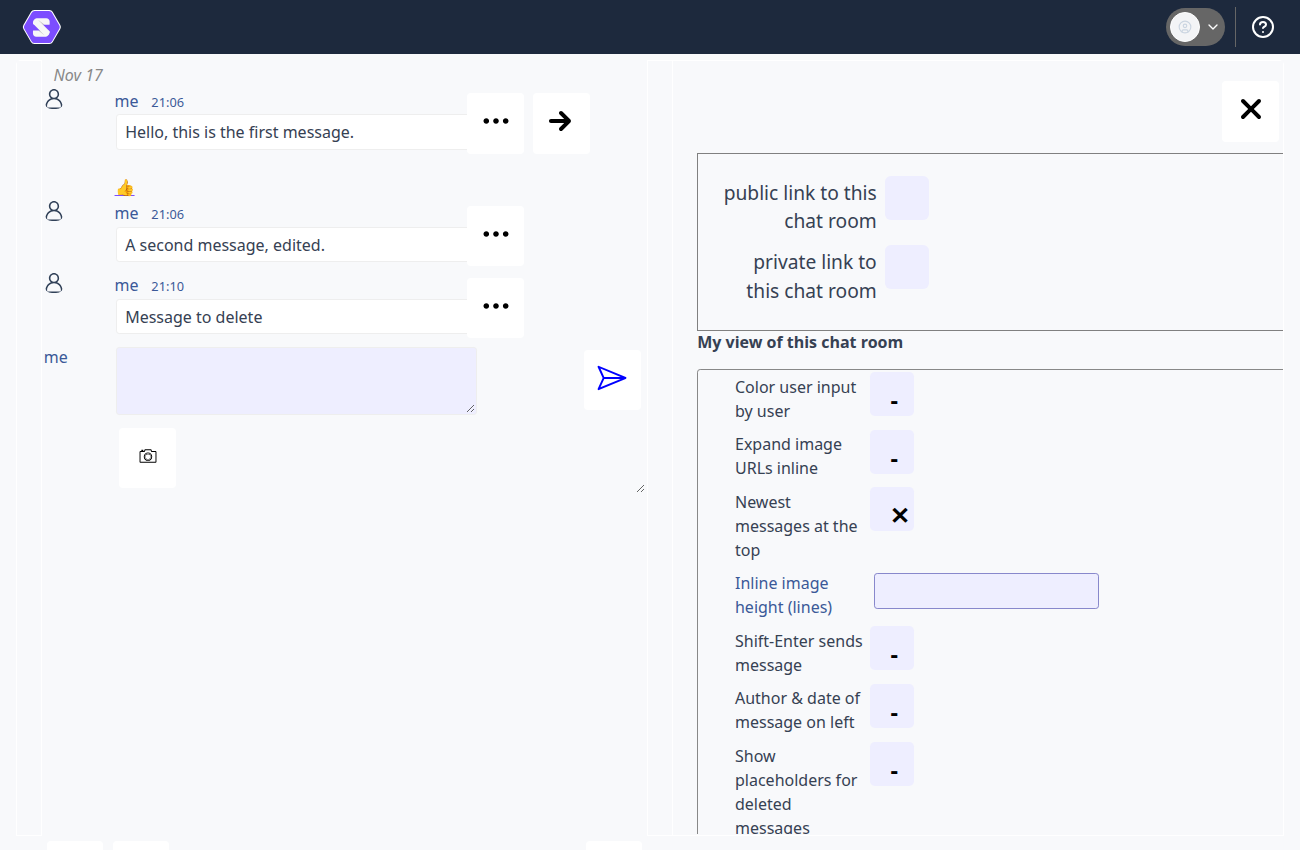 Nov 17
me 21:06
Hello, this is the first message.
👍
me 21:06
A second message, edited.
me 21:10
Message to delete
me
public link to this
chat room
private link to
this chat room
My view of this chat room
Color user input
by user
-
Expand image
URLs inline
-
Newest
messages at the
top
Inline image
height (lines)
Shift-Enter sends
message
-
Author & date of
message on left
-
Show
placeholders for
deleted
messages
-